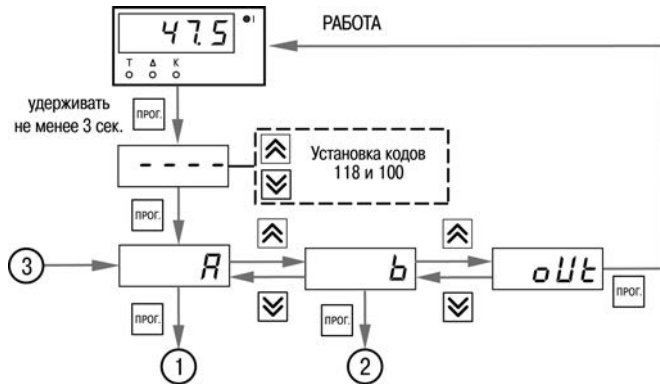 47.5
I
РАБОТА
T Δ K
удерживать
не менее 3 сек.
ПРОГ.
- - - -
Установка кодов
118 и 100
ПРОГ.
3
A
b
oUt
ПРОГ.
ПРОГ.
ПРОГ.
1
2